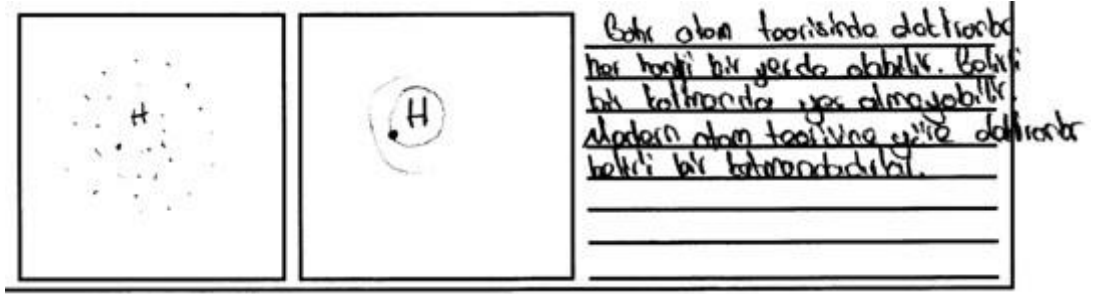 H
H
Bohr atom teorisinde elektronlar
her hangi bir yerde olabilir. Belirli
bir katmanda yer almayabilir.
Modern atom teorisine göre elektronlar
belirli bir katmandadırlar.